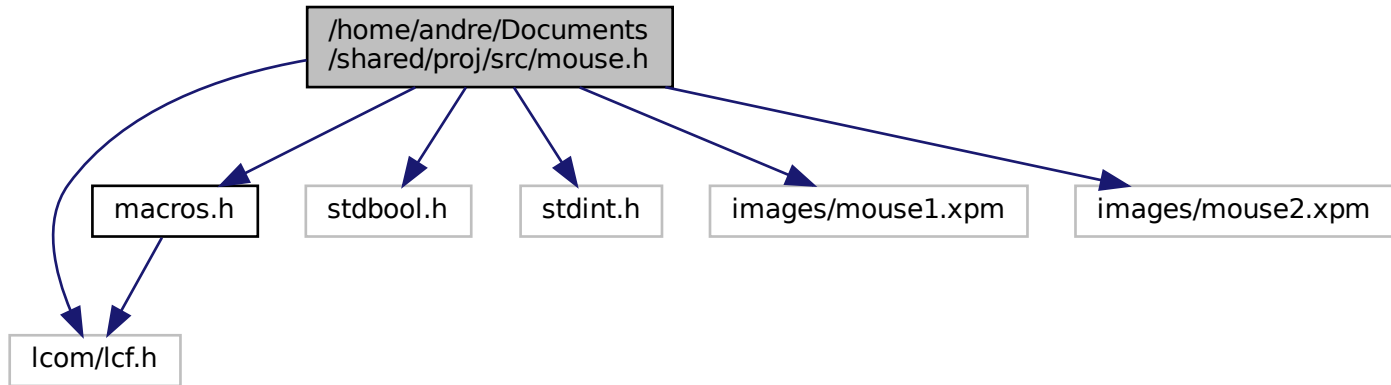 /home/andre/Documents
/shared/proj/src/mouse.h
macros.h
stdbool.h
stdint.h
images/mouse1.xpm
images/mouse2.xpm
lcom/lcf.h